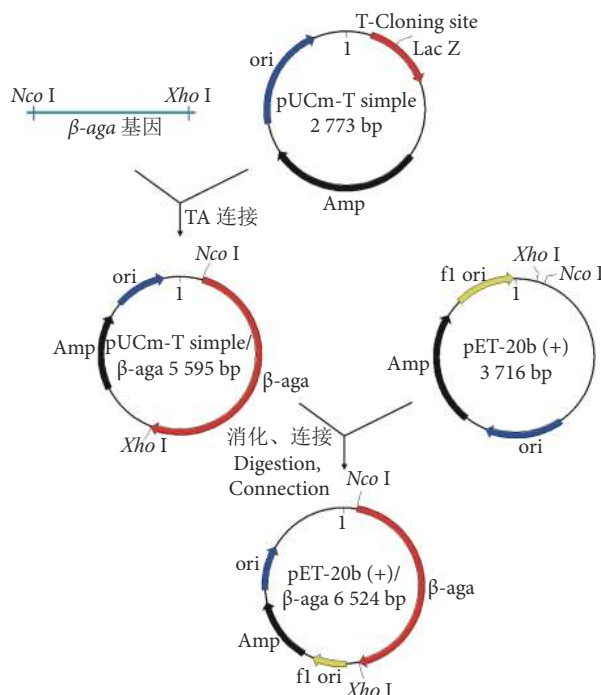 T-Cloning site
Lac Z
1
ori
pUCm-T simple
2 773 bp
Amp
Nco I
Xho I
β-aga 基因
TA 连接
Nco I
ori
1
Amp
pUCm-T simple/
β-aga 5 595 bp
β-aga
Xho I
Xho I
Nco I
f1 ori
1
Amp
pET-20b (+)
3 716 bp
ori
消化、连接
Digestion,
Connection
Nco I
1
ori
pET-20b (+)/
β-aga 6 524 bp
β-aga
Amp
f1 ori
Xho I